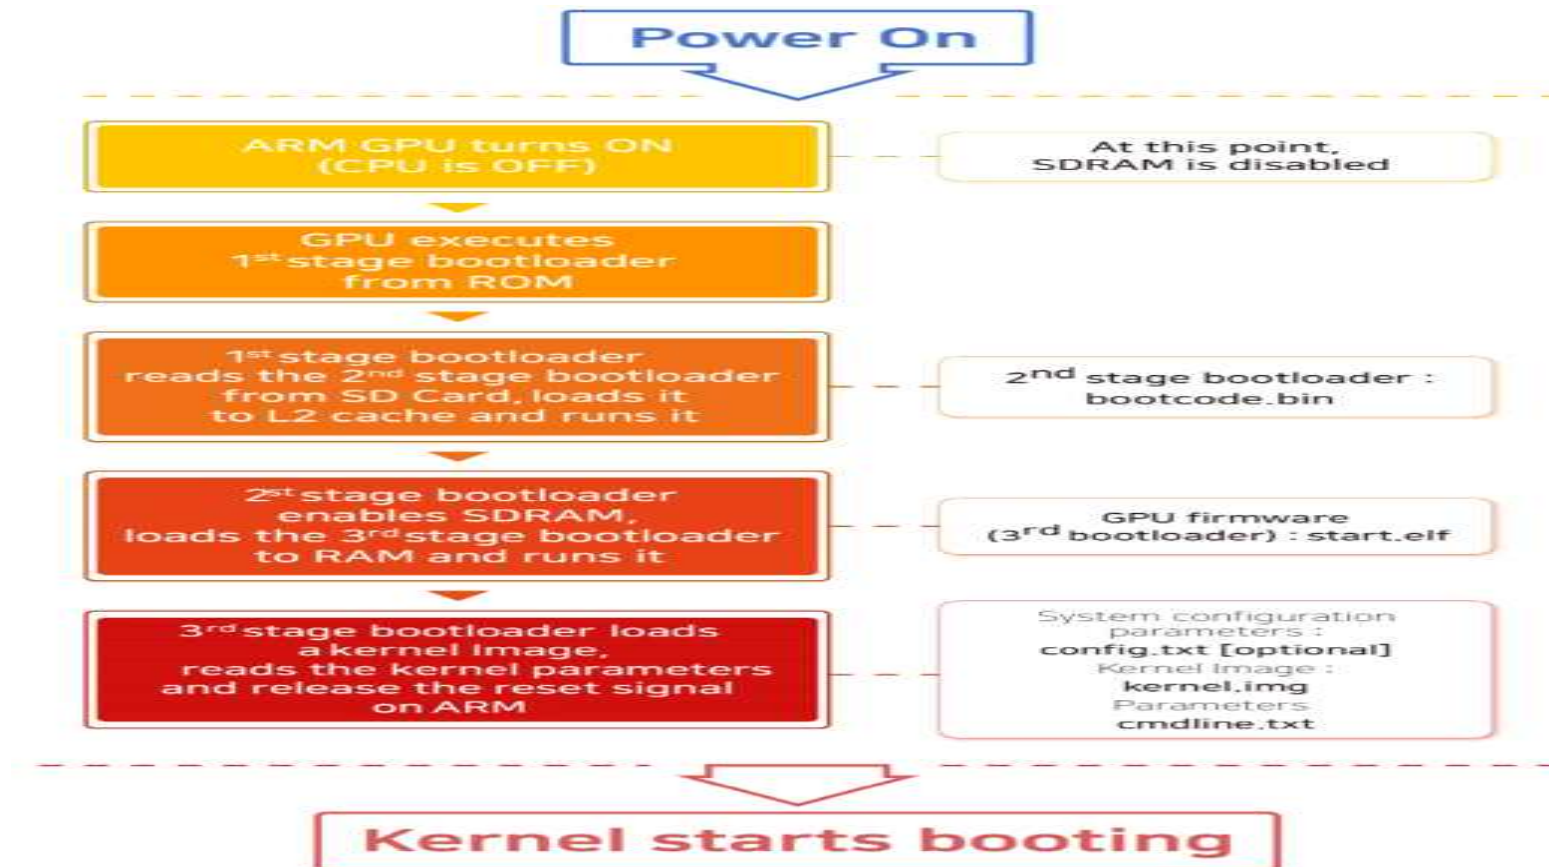 Power On
ARM GPU turns ON
(CPU is OFF)
At this point,
SDRAM is disabled
GPU executes
1st stage bootloader
from ROM
1st stage bootloader
reads the 2nd stage bootloader
from SD Card, loads it
to L2 cache and runs it
2nd stage bootloader :
bootcode.bin
2st stage bootloader
enables SDRAM,
loads the 3rd stage bootloader
to RAM and runs it
GPU firmware
(3rd bootloader) : start.elf
3rd stage bootloader loads
a kernel Image,
reads the kernel parameters
and release the reset signal
on ARM
System configuration
parameters :
config.txt [optional]
Kernel Image :
kernel.img
Parameters
cmdline.txt
Kernel starts booting